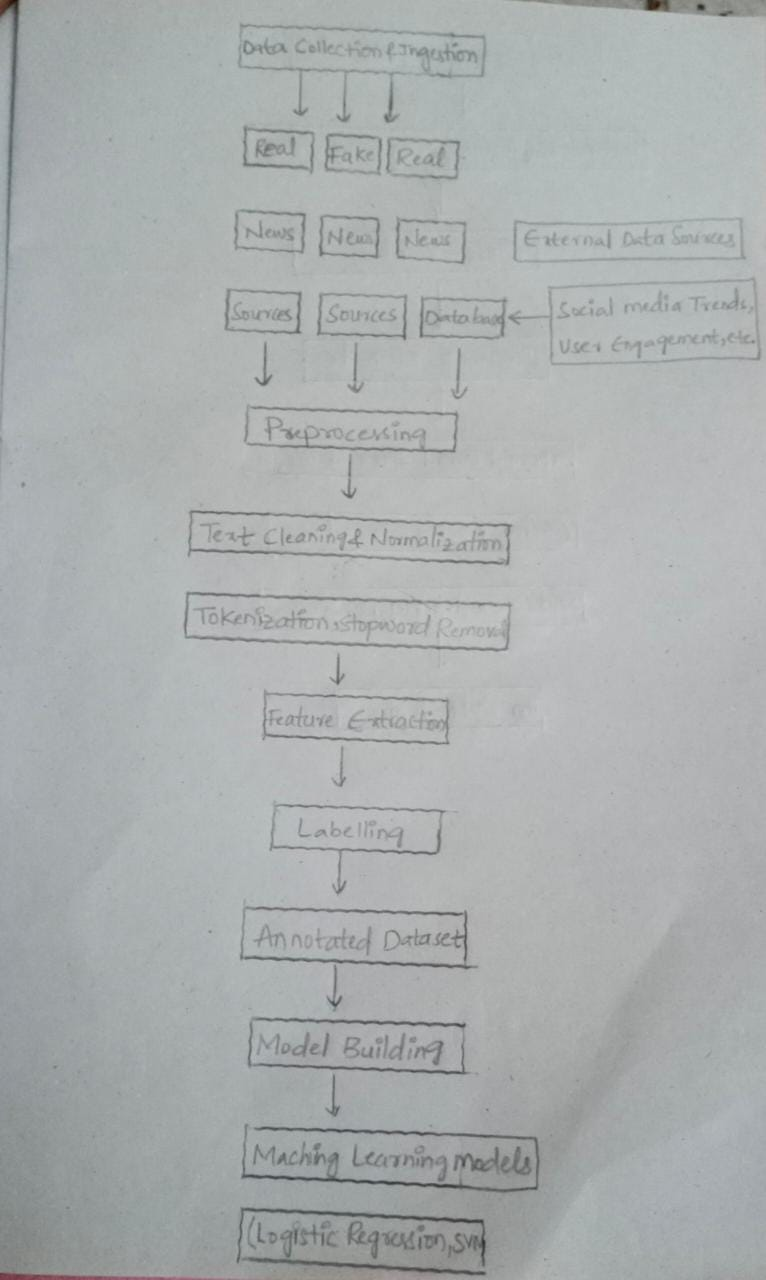 Data Collection & Ingestion
Real Fake Real
News News News
External Data Sources
Sources Sources Database
Social media Trends,
User Engagement, etc.
Preprocessing
Text Cleaning & Normalization
Tokenization, stopword Removal
Feature Extraction
Labelling
Annotated Dataset
Model Building
Maching Learning models
(Logistic Regression, SVM